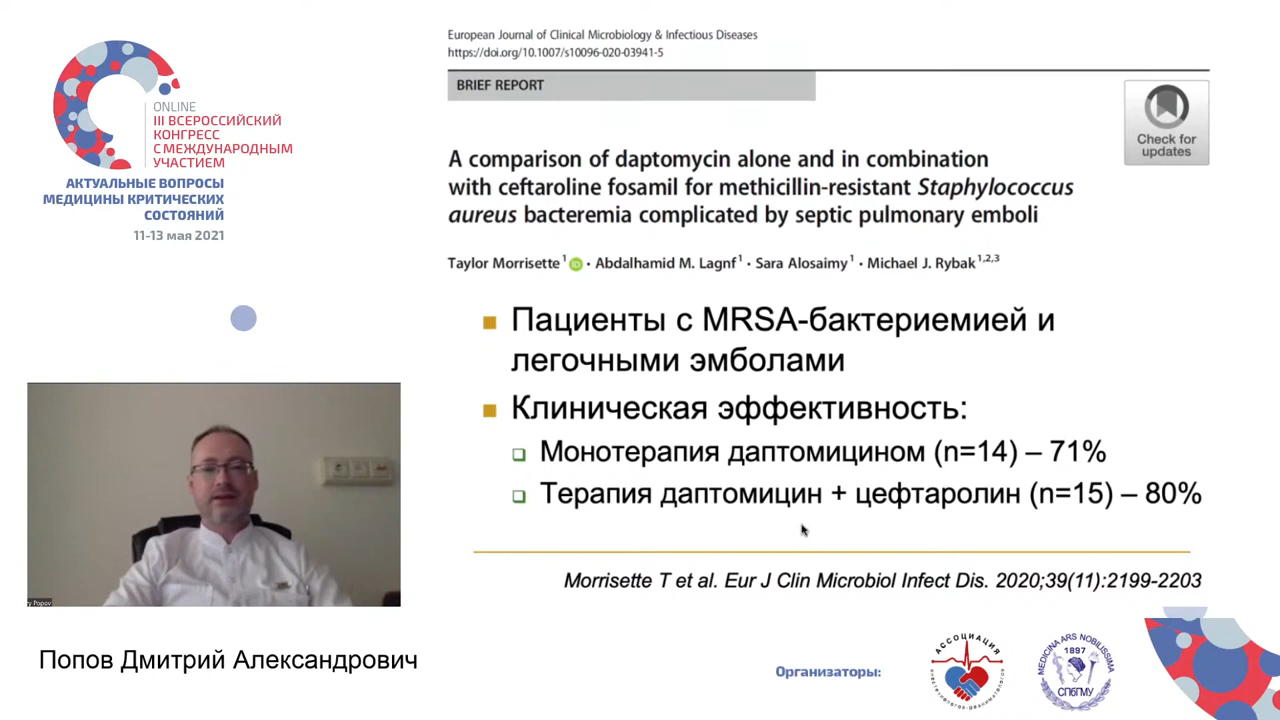 ONLINE
III ВСЕРОССИЙСКИЙ
КОНГРЕСС
С МЕЖДУНАРОДНЫМ
УЧАСТИЕМ
АКТУАЛЬНЫЕ ВОПРОСЫ
МЕДИЦИНЫ КРИТИЧЕСКИХ
СОСТОЯНИЙ
11-13 мая 2021
European Journal of Clinical Microbiology & Infectious Diseases
https://doi.org/10.1007/s10096-020-03941-5
BRIEF REPORT
Check for
updates
A comparison of daptomycin alone and in combination
with ceftaroline fosamil for methicillin-resistant Staphylococcus
aureus bacteremia complicated by septic pulmonary emboli
Taylor Morrisette 1 iD · Abdalhamid M. Lagnf 1 · Sara Alosaimy 1 · Michael J. Rybak 1,2,3
Пациенты с MRSA-бактериемией и
легочными эмболами
Клиническая эффективность:
Монотерапия даптомицином (n=14) – 71%
Терапия даптомицин + цефтаролин (n=15) – 80%
Morrisette T et al. Eur J Clin Microbiol Infect Dis. 2020;39(11):2199-2203
ry Popov
Попов Дмитрий Александрович
Организаторы:
АССОЦИАЦИЯ
АНЕСТЕЗИОЛОГОВ-РЕАНИМАТОЛОГОВ
MEDICINA ARS NOBILISSIMA
1897
СПбГМУ